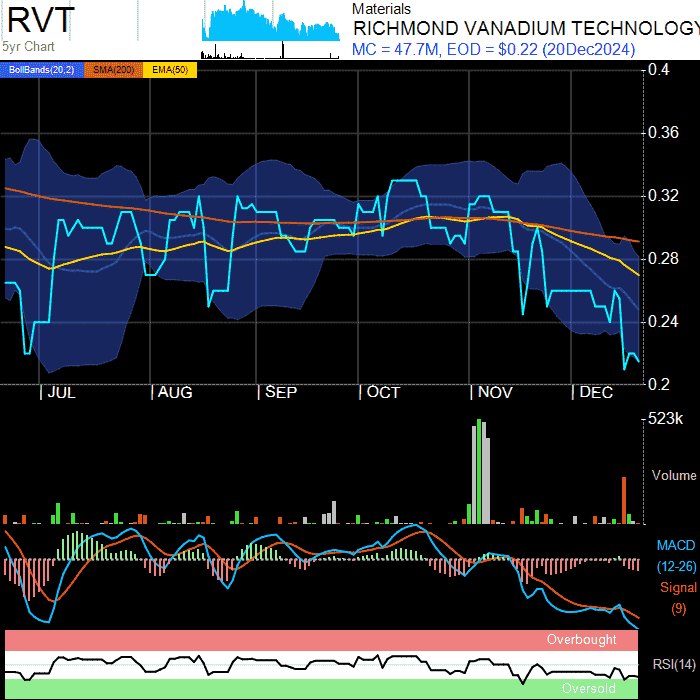 RVT
5yr Chart
Materials
RICHMOND VANADIUM TECHNOLOGY
MC = 47.7M, EOD = $0.22 (20Dec2024)
BollBands(20,2) SMA(200) EMA(50)
0.4
0.36
0.32
0.28
0.24
0.2
JUL AUG SEP OCT NOV DEC
523k
Volume
MACD
(12-26)
Signal
(9)
Overbought
RSI(14)
Oversold